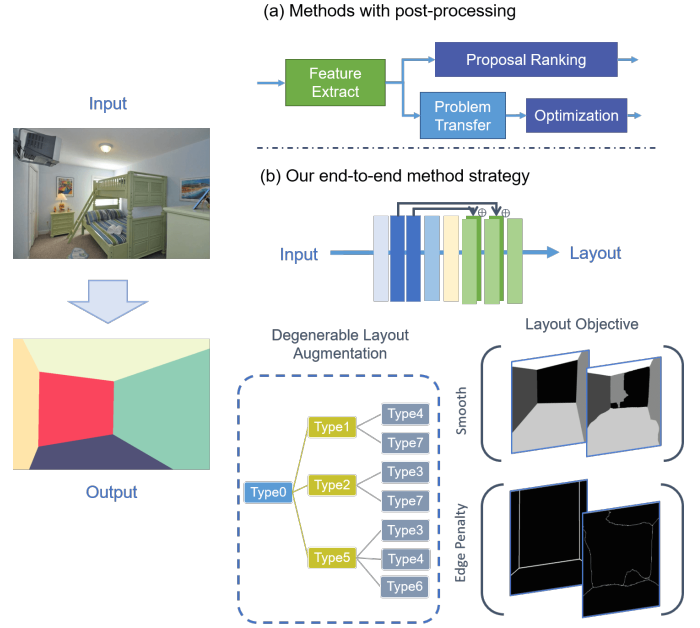 (a) Methods with post-processing
Feature
Extract
Proposal Ranking
Problem
Transfer
Optimization
Input
(b) Our end-to-end method strategy
Input
Layout
Output
Degenerable Layout
Augmentation
Type0
Type1
Type2
Type5
Type4
Type7
Type3
Type7
Type3
Type4
Type6
Layout Objective
Smooth
Edge Penalty